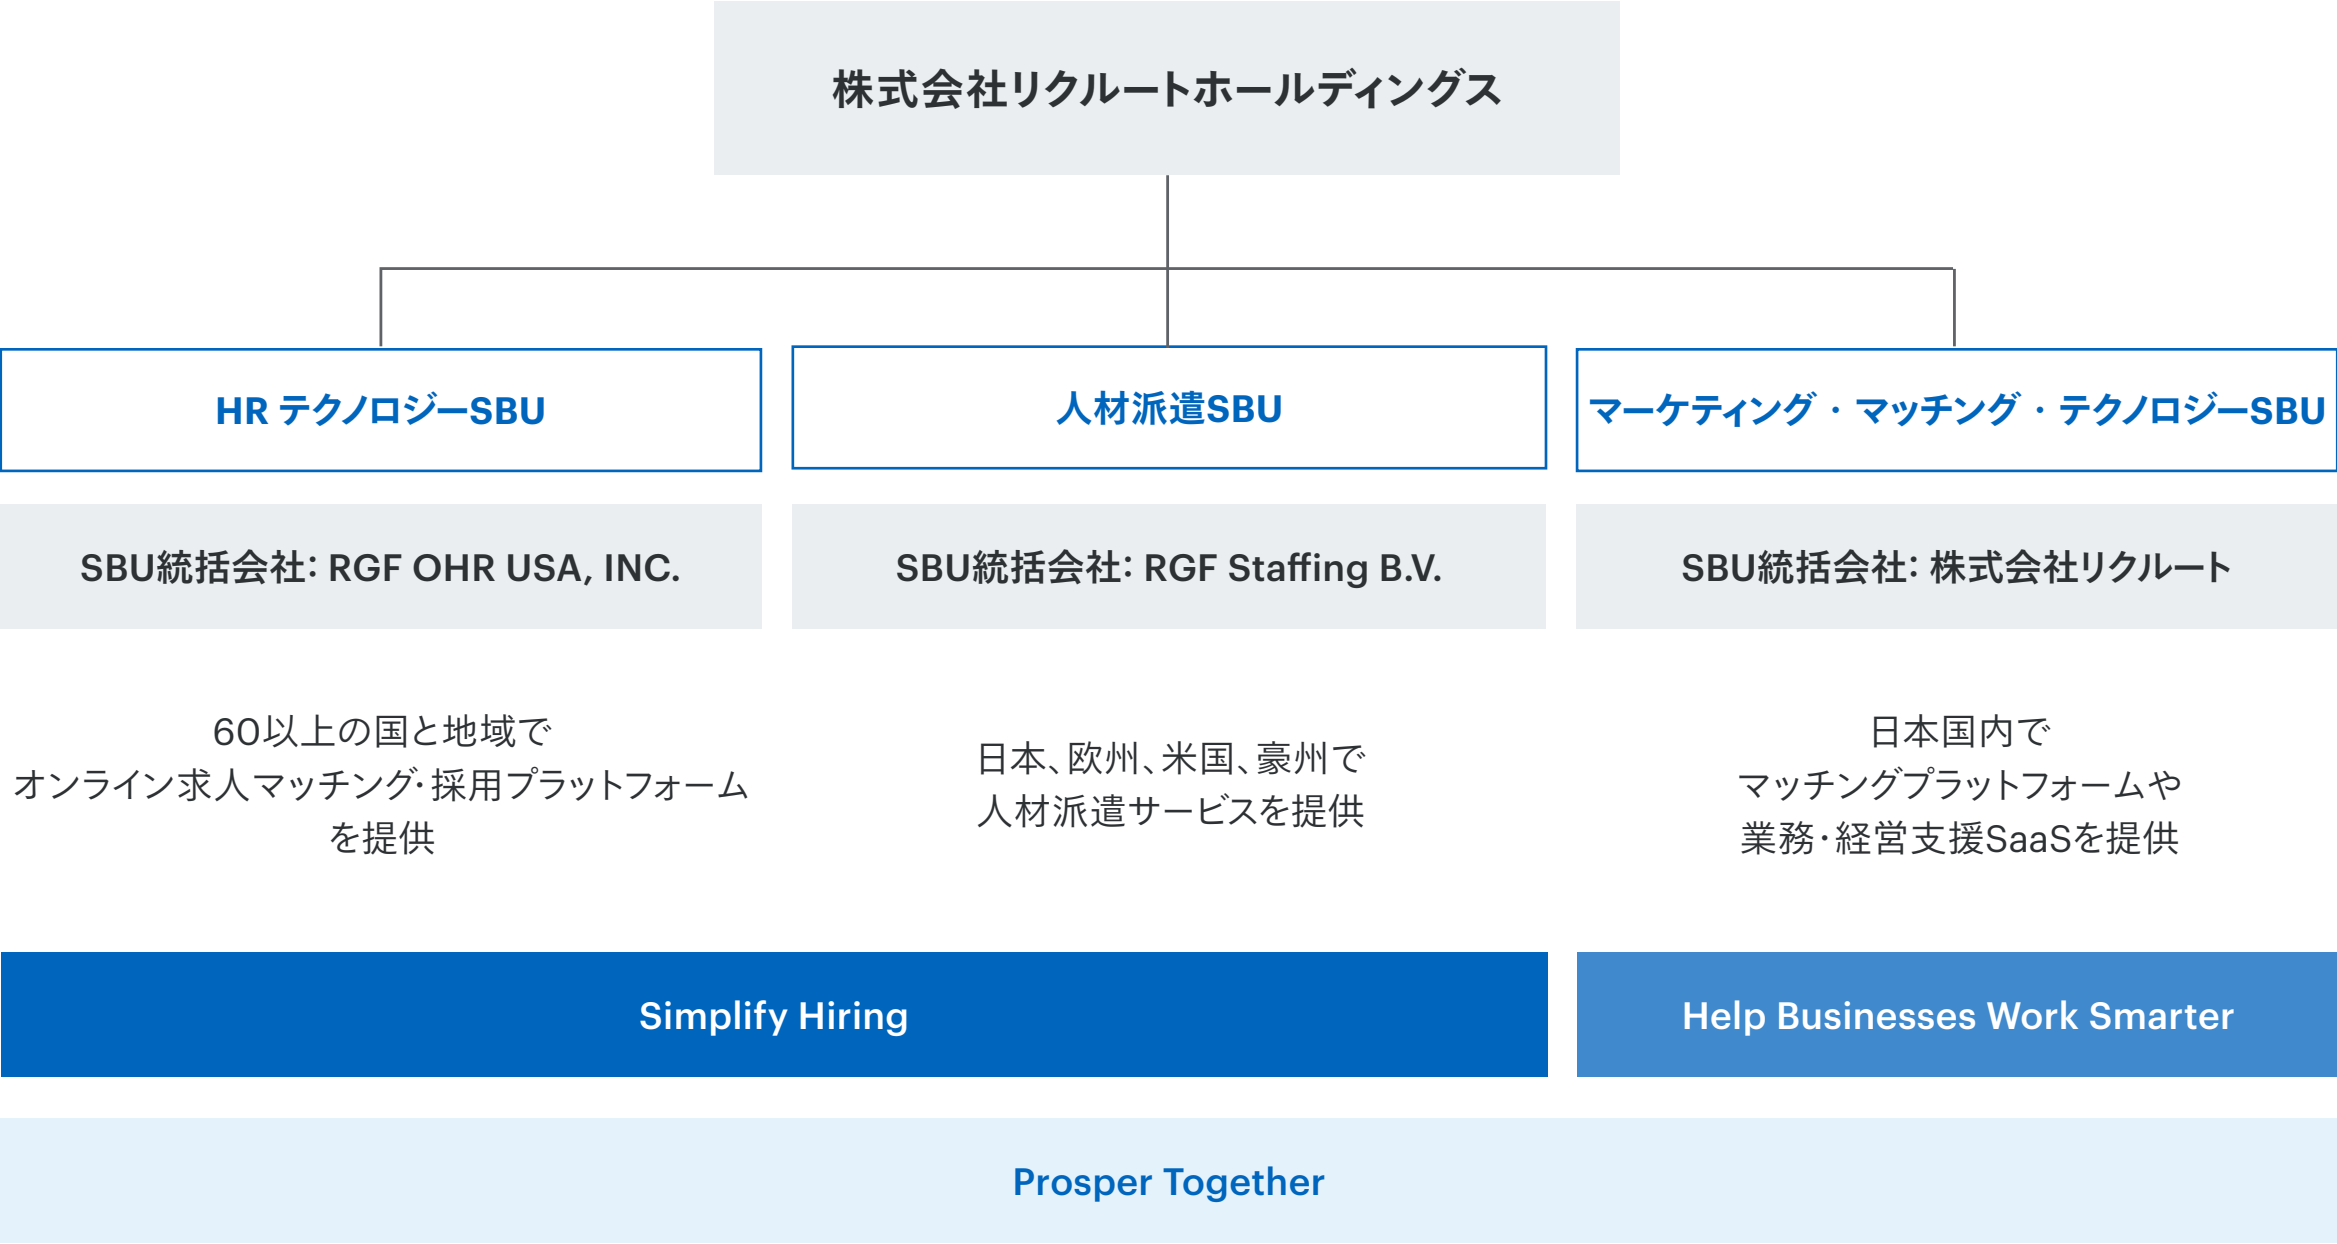 株式会社リクルートホールディングス
HR テクノロジーSBU
人材派遣SBU
マーケティング・マッチング・テクノロジーSBU
SBU統括会社: RGF OHR USA, INC.
SBU統括会社: RGF Staffing B.V.
SBU統括会社: 株式会社リクルート
60以上の国と地域で
オンライン求人マッチング・採用プラットフォーム
を提供
日本、欧州、米国、豪州で
人材派遣サービスを提供
日本国内で
マッチングプラットフォームや
業務・経営支援SaaSを提供
Simplify Hiring
Help Businesses Work Smarter
Prosper Together